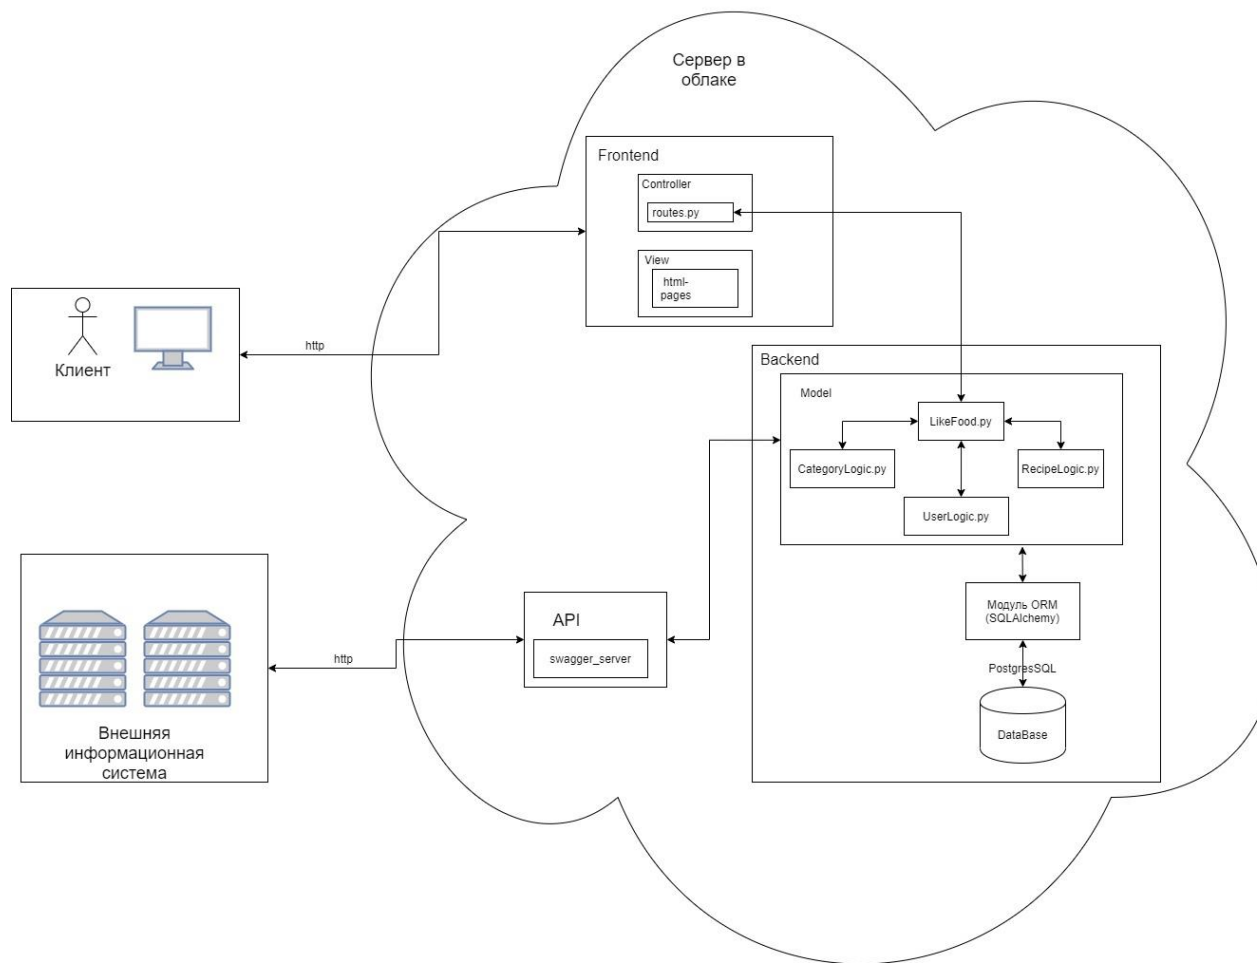 Сервер в
облаке
Frontend
Controller
routes.py
View
html-
pages
http
Клиент
Backend
Model
LikeFood.py
CategoryLogic.py
RecipeLogic.py
UserLogic.py
Модуль ORM
(SQLAlchemy)
PostgresSQL
DataBase
API
swagger_server
http
Внешняя
информационная
система